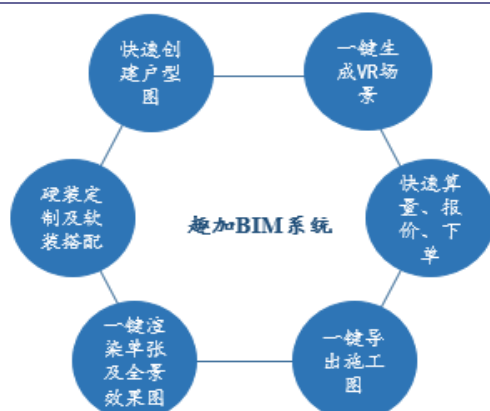 快速创
建户型
图
一键生
成VR场
景
硬装定
制及软
装搭配
趣加BIM系统
快速算
量、报
价、下
单
一键渲
染单张
及全景
效果图
一键导
出施工
图